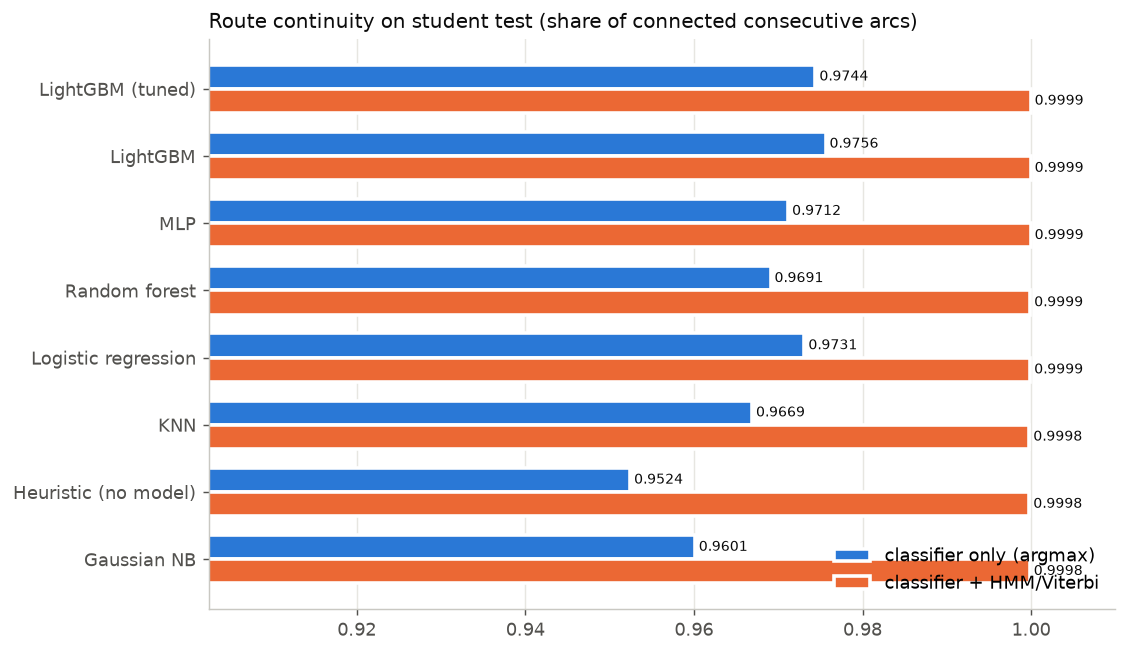 Route continuity on student test (share of connected consecutive arcs)
LightGBM (tuned)
0.9744
0.9999
LightGBM
0.9756
0.9999
MLP
0.9712
0.9999
Random forest
0.9691
0.9999
Logistic regression
0.9731
0.9999
KNN
0.9669
0.9998
Heuristic (no model)
0.9524
0.9998
Gaussian NB
0.9601
0.9998
classifier only (argmax)
classifier + HMM/Viterbi
0.92 0.94 0.96 0.98 1.00